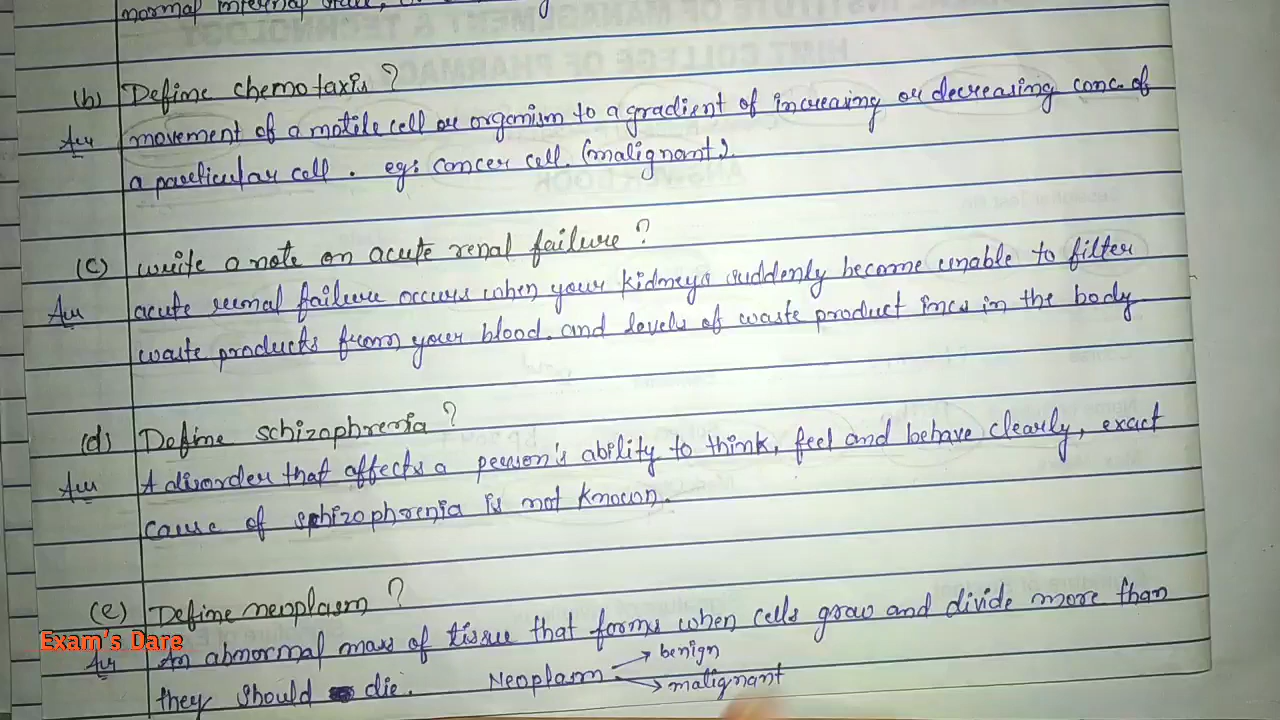 normal internal
(b) Define chemotaxis ?
Ans movement of a motile cell or organism to a gradient of increasing or decreasing conc. of
a particular cell. eg: cancer cell. (malignant).
(c) write a note on acute renal failure ?
Ans acute renal failure occurs when your kidneys suddenly become unable to filter
waste products from your blood. and levels of waste product incs in the body
(d) Define schizophrenia ?
Ans A disorder that affects a person's ability to think, feel and behave clearly, exact
cause of schizophrenia is not known.
(e) Define neoplasm ?
Exam's Dare
Ans An abnormal mass of tissue that forms when cells grow and divide more than
they should die. Neoplasm → benign
→ malignant